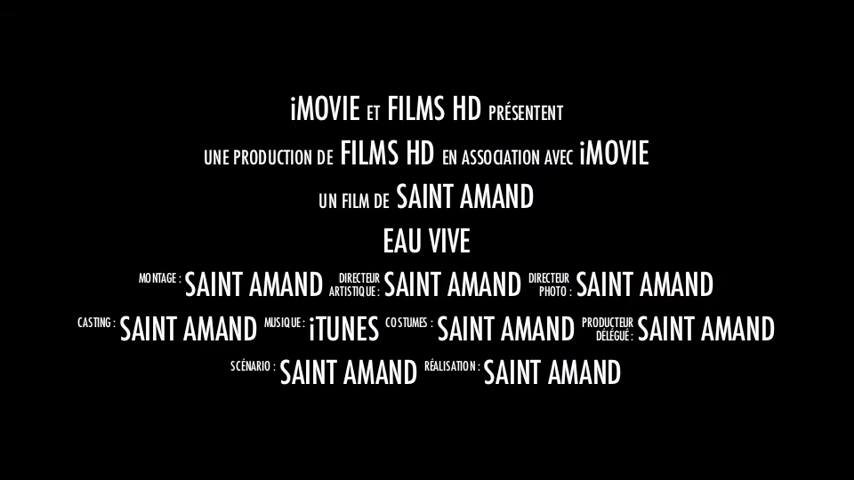 iMOVIE ET FILMS HD PRÉSENTENT
UNE PRODUCTION DE FILMS HD EN ASSOCIATION AVEC iMOVIE
UN FILM DE SAINT AMAND
EAU VIVE
MONTAGE : SAINT AMAND DIRECTEUR ARTISTIQUE : SAINT AMAND DIRECTEUR PHOTO : SAINT AMAND
CASTING : SAINT AMAND MUSIQUE : iTUNES COSTUMES : SAINT AMAND PRODUCTEUR DÉLÉGUÉ : SAINT AMAND
SCÉNARIO : SAINT AMAND RÉALISATION : SAINT AMAND